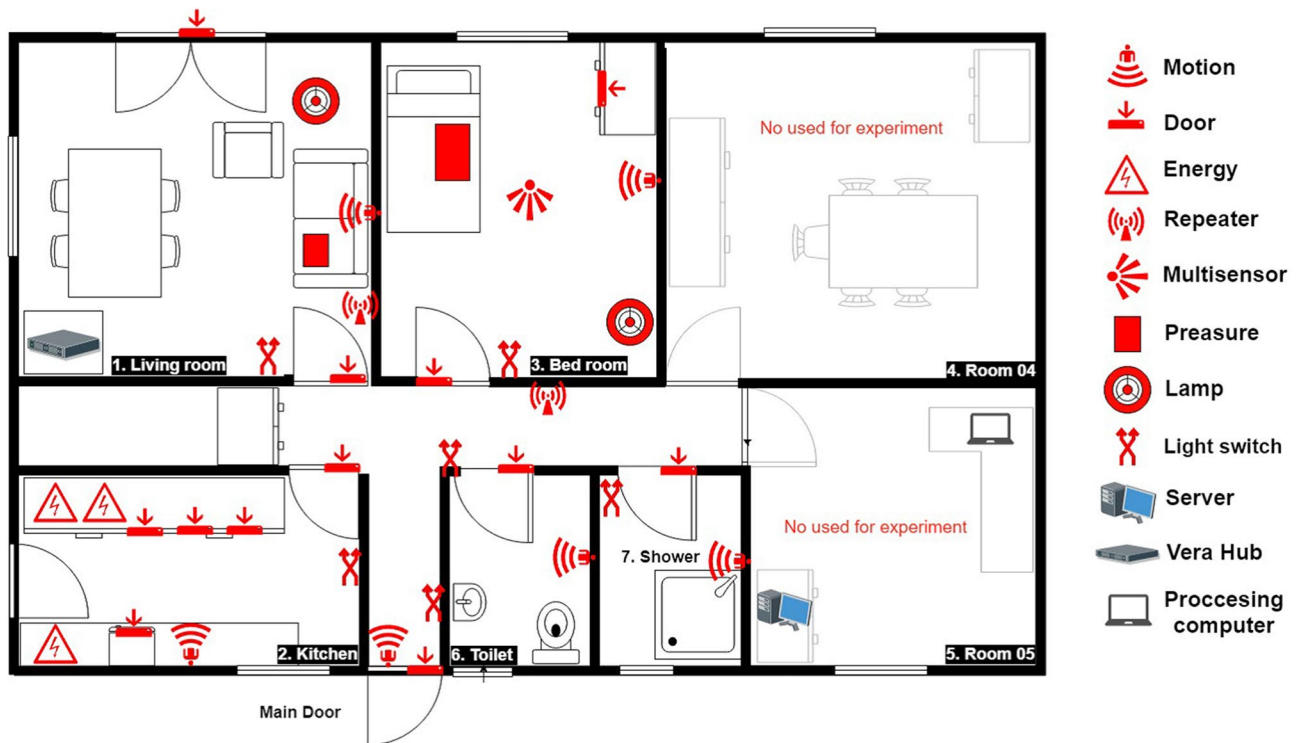 No used for experiment
1. Living room
3. Bed room
4. Room 04
No used for experiment
7. Shower
2. Kitchen
6. Toilet
5. Room 05
Main Door
Motion
Door
Energy
Repeater
Multisensor
Preasure
Lamp
Light switch
Server
Vera Hub
Proccesing
computer